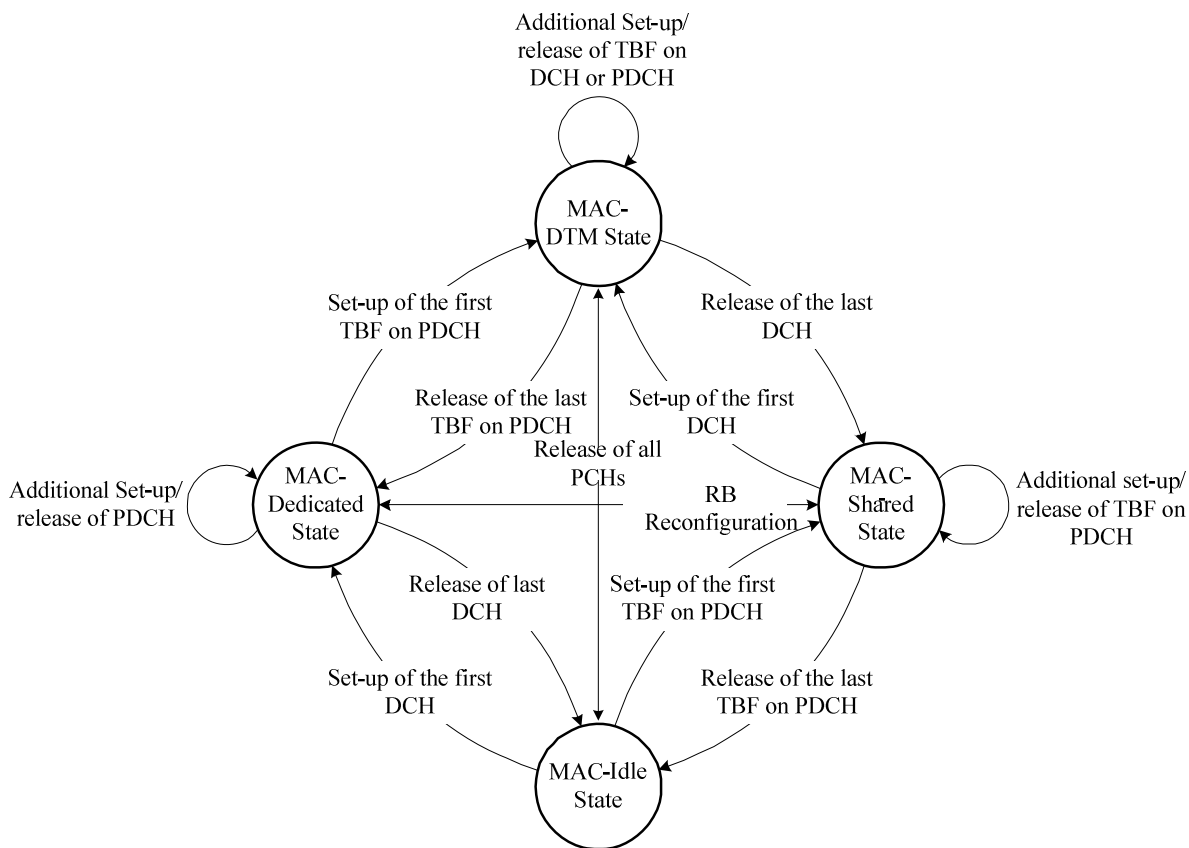 Additional Set-up/
release of TBF on
DCH or PDCH
MAC-
DTM State
Set-up of the first
TBF on PDCH
Release of the last
DCH
Release of the last
TBF on PDCH
Set-up of the first
DCH
Release of all
PCHs
Additional Set-up/
release of PDCH
MAC-
Dedicated
State
RB
Reconfiguration
MAC-
Shared
State
Additional set-up/
release of TBF on
PDCH
Release of last
DCH
Set-up of the first
TBF on PDCH
Set-up of the first
DCH
Release of the last
TBF on PDCH
MAC-Idle
State